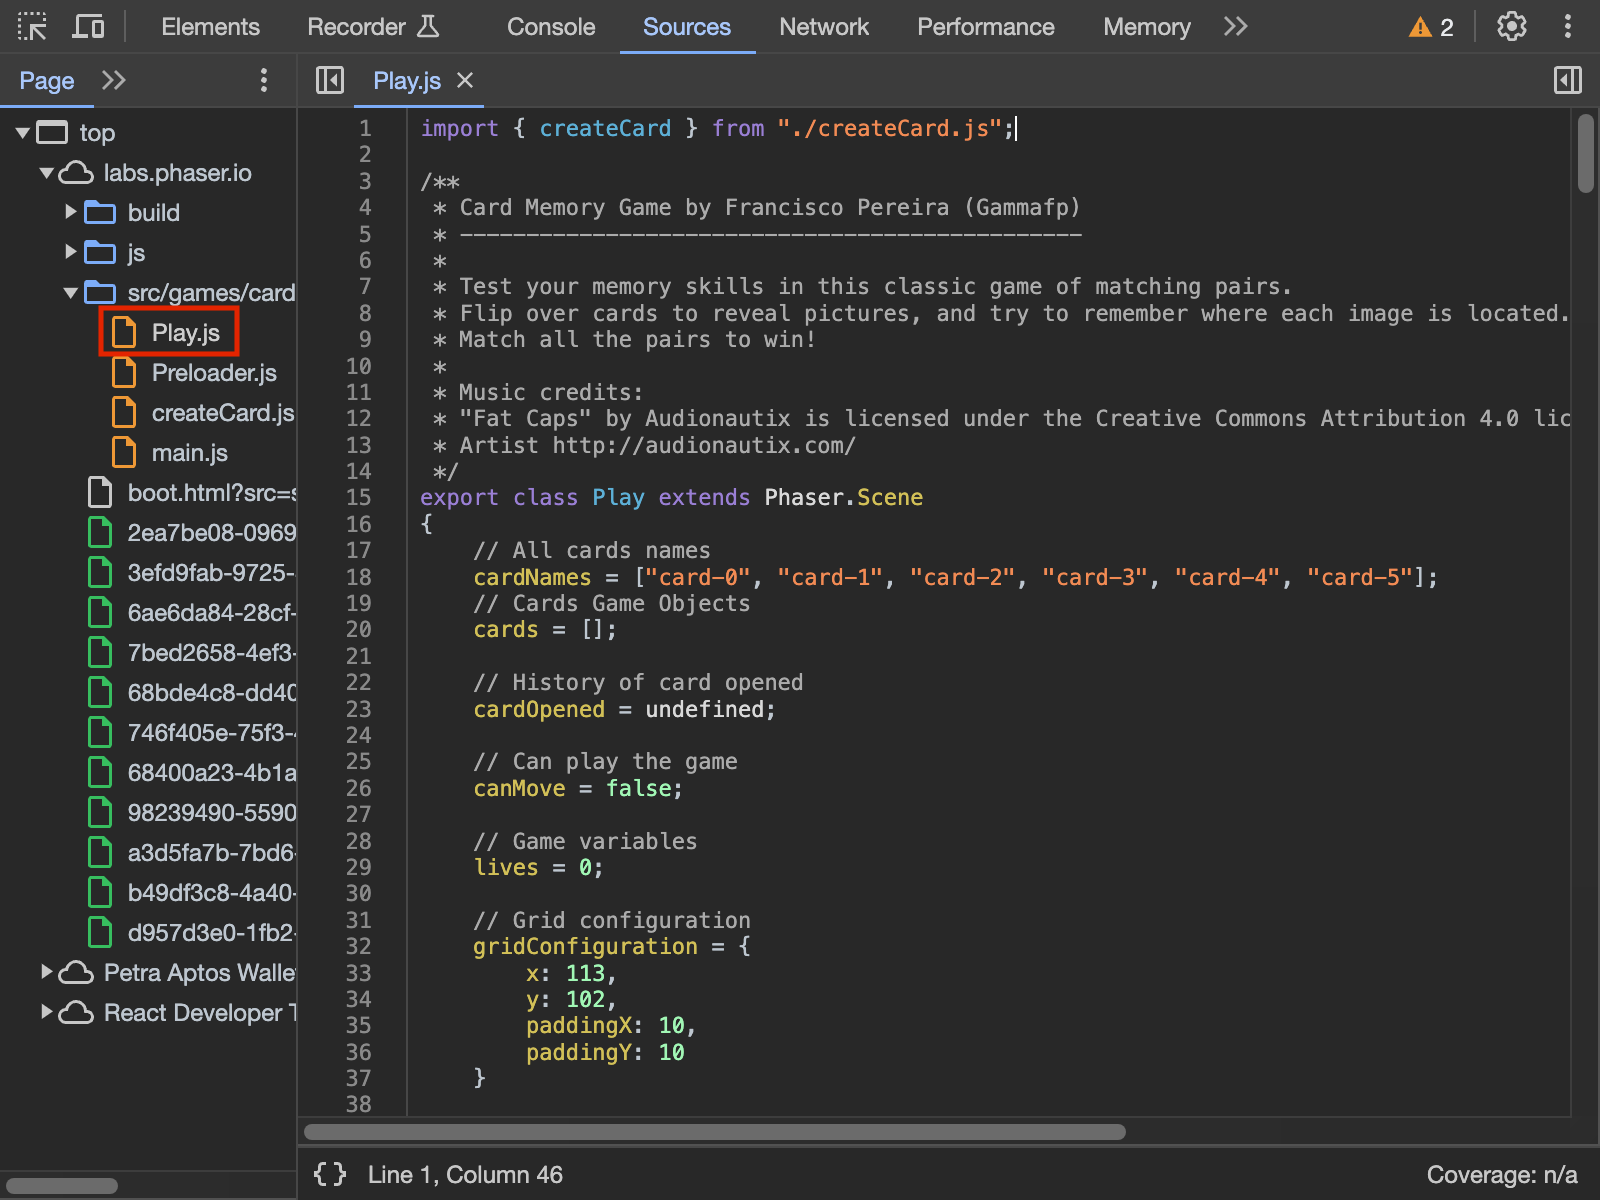 Elements Recorder Console Sources Network Performance Memory 2
Page
Play.js
top
labs.phaser.io
build
js
src/games/card
Play.js
Preloader.js
createCard.js
main.js
boot.html?src=s
2ea7be08-0969
3efd9fab-9725-
6ae6da84-28cf-
7bed2658-4ef3-
68bde4c8-dd40
746f405e-75f3-
68400a23-4b1a
98239490-5590
a3d5fa7b-7bd6-
b49df3c8-4a40-
d957d3e0-1fb2-
Petra Aptos Walle
React Developer T
1 import { createCard } from "./createCard.js";
2
3 /**
4 * Card Memory Game by Francisco Pereira (Gammafp)
5 * -----------------------------------------------
6 *
7 * Test your memory skills in this classic game of matching pairs.
8 * Flip over cards to reveal pictures, and try to remember where each image is located.
9 * Match all the pairs to win!
10 *
11 * Music credits:
12 * "Fat Caps" by Audionautix is licensed under the Creative Commons Attribution 4.0 lic
13 * Artist http://audionautix.com/
14 */
15 export class Play extends Phaser.Scene
16 {
17 // All cards names
18 cardNames = ["card-0", "card-1", "card-2", "card-3", "card-4", "card-5"];
19 // Cards Game Objects
20 cards = [];
21
22 // History of card opened
23 cardOpened = undefined;
24
25 // Can play the game
26 canMove = false;
27
28 // Game variables
29 lives = 0;
30
31 // Grid configuration
32 gridConfiguration = {
33 x: 113,
34 y: 102,
35 paddingX: 10,
36 paddingY: 10
37 }
38
{} Line 1, Column 46
Coverage: n/a